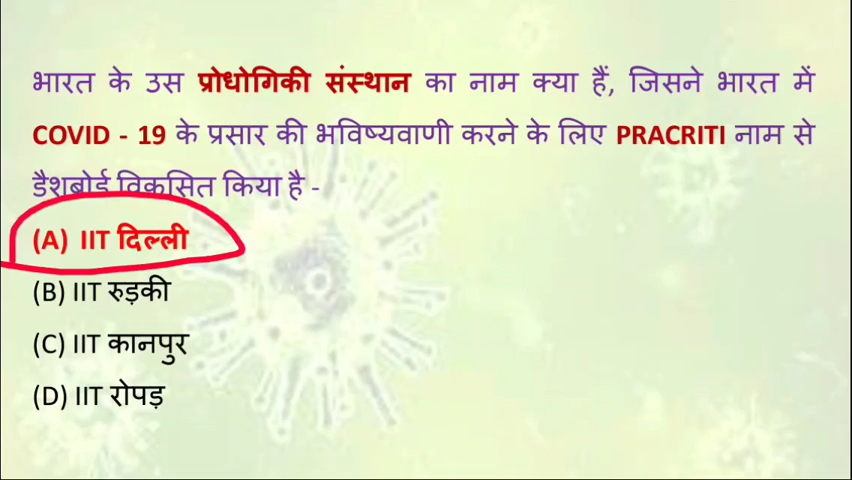 भारत के उस प्रोधोगिकी संस्थान का नाम क्या हैं, जिसने भारत में
COVID - 19 के प्रसार की भविष्यवाणी करने के लिए PRACRITI नाम से
डैशबोर्ड विकसित किया है -
(A) IIT दिल्ली
(B) IIT रुड़की
(C) IIT कानपुर
(D) IIT रोपड़